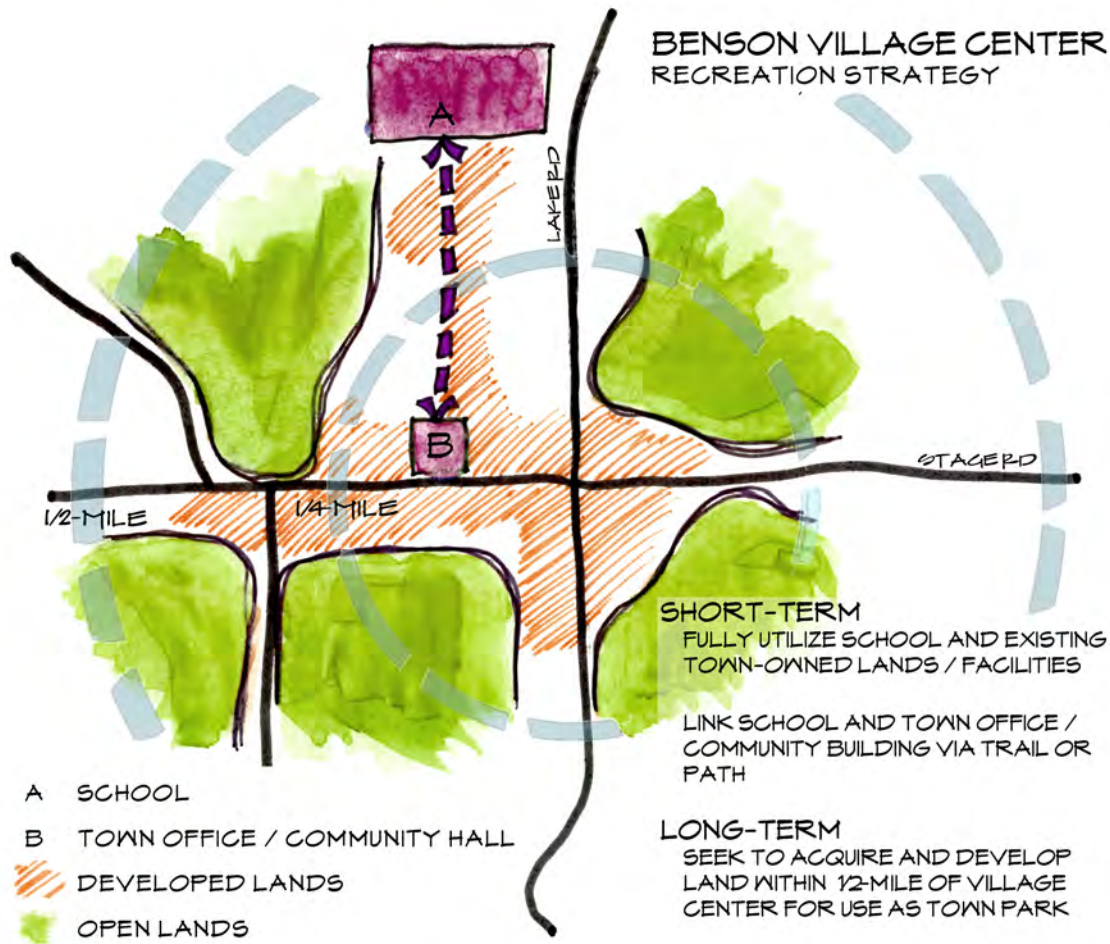 BENSON VILLAGE CENTER
RECREATION STRATEGY
A
LAKE RD
B
STAGE RD
1/2-MILE
1/4-MILE
SHORT-TERM
FULLY UTILIZE SCHOOL AND EXISTING
TOWN-OWNED LANDS / FACILITIES
LINK SCHOOL AND TOWN OFFICE /
COMMUNITY BUILDING VIA TRAIL OR
PATH
LONG-TERM
SEEK TO ACQUIRE AND DEVELOP
LAND WITHIN 1/2-MILE OF VILLAGE
CENTER FOR USE AS TOWN PARK
A SCHOOL
B TOWN OFFICE / COMMUNITY HALL
DEVELOPED LANDS
OPEN LANDS